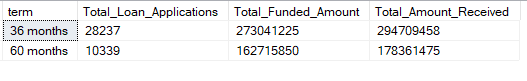 term Total_Loan_Applications Total_Funded_Amount Total_Amount_Received
36 months 28237 273041225 294709458
60 months 10339 162715850 178361475